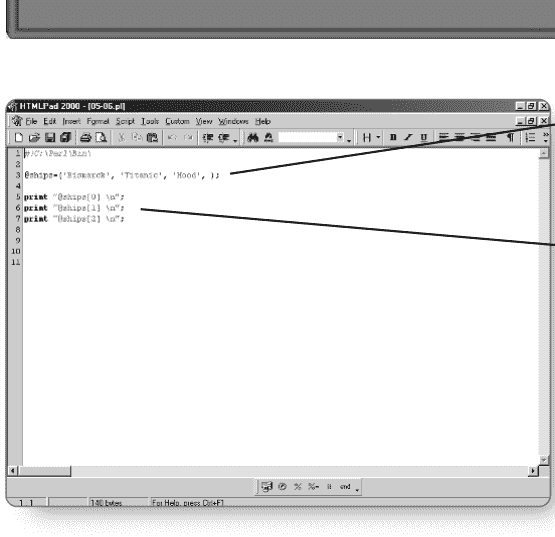 HTMLPad 2000 - [05-06.pl]
File Edit Insert Format Script Tools Custom View Windows Help
H B I U ¶
1 #!C:\Perl\Bin\
2
3 @ships=('Bismarck', 'Titanic', 'Hood', );
4
5 print "@ships[0] \n";
6 print "@ships[1] \n";
7 print "@ships[2] \n";
8
9
10
11
% %= end
1 : 1 140 bytes For Help, press Ctrl+F1